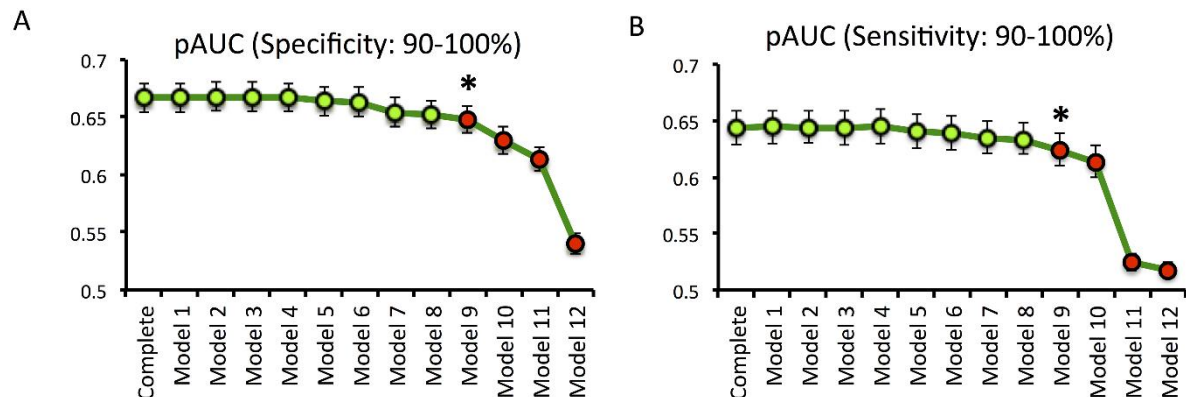 A
pAUC (Specificity: 90-100%)
0.7
0.65
0.6
0.55
0.5
*
Complete
Model 1
Model 2
Model 3
Model 4
Model 5
Model 6
Model 7
Model 8
Model 9
Model 10
Model 11
Model 12
B
pAUC (Sensitivity: 90-100%)
0.7
0.65
0.6
0.55
0.5
*
Complete
Model 1
Model 2
Model 3
Model 4
Model 5
Model 6
Model 7
Model 8
Model 9
Model 10
Model 11
Model 12